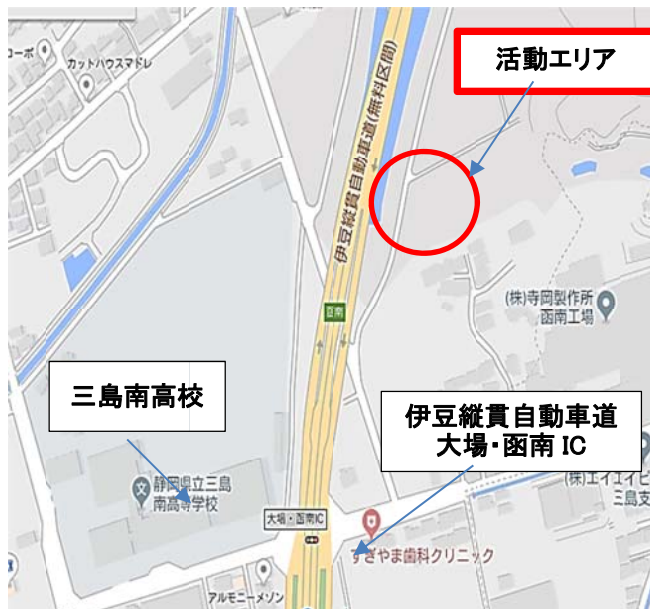 ーポ
カットハウスマドレ
活動エリア
伊豆縦貫自動車道(無料区間)
(株)寺岡製作所
函南工場
三島南高校
伊豆縦貫自動車道
大場・函南 IC
静岡県立三島
南高等学校
文
(株)エイエイピ
三島支
大場・函南IC
すぎやま歯科クリニック
アルモニーメゾン